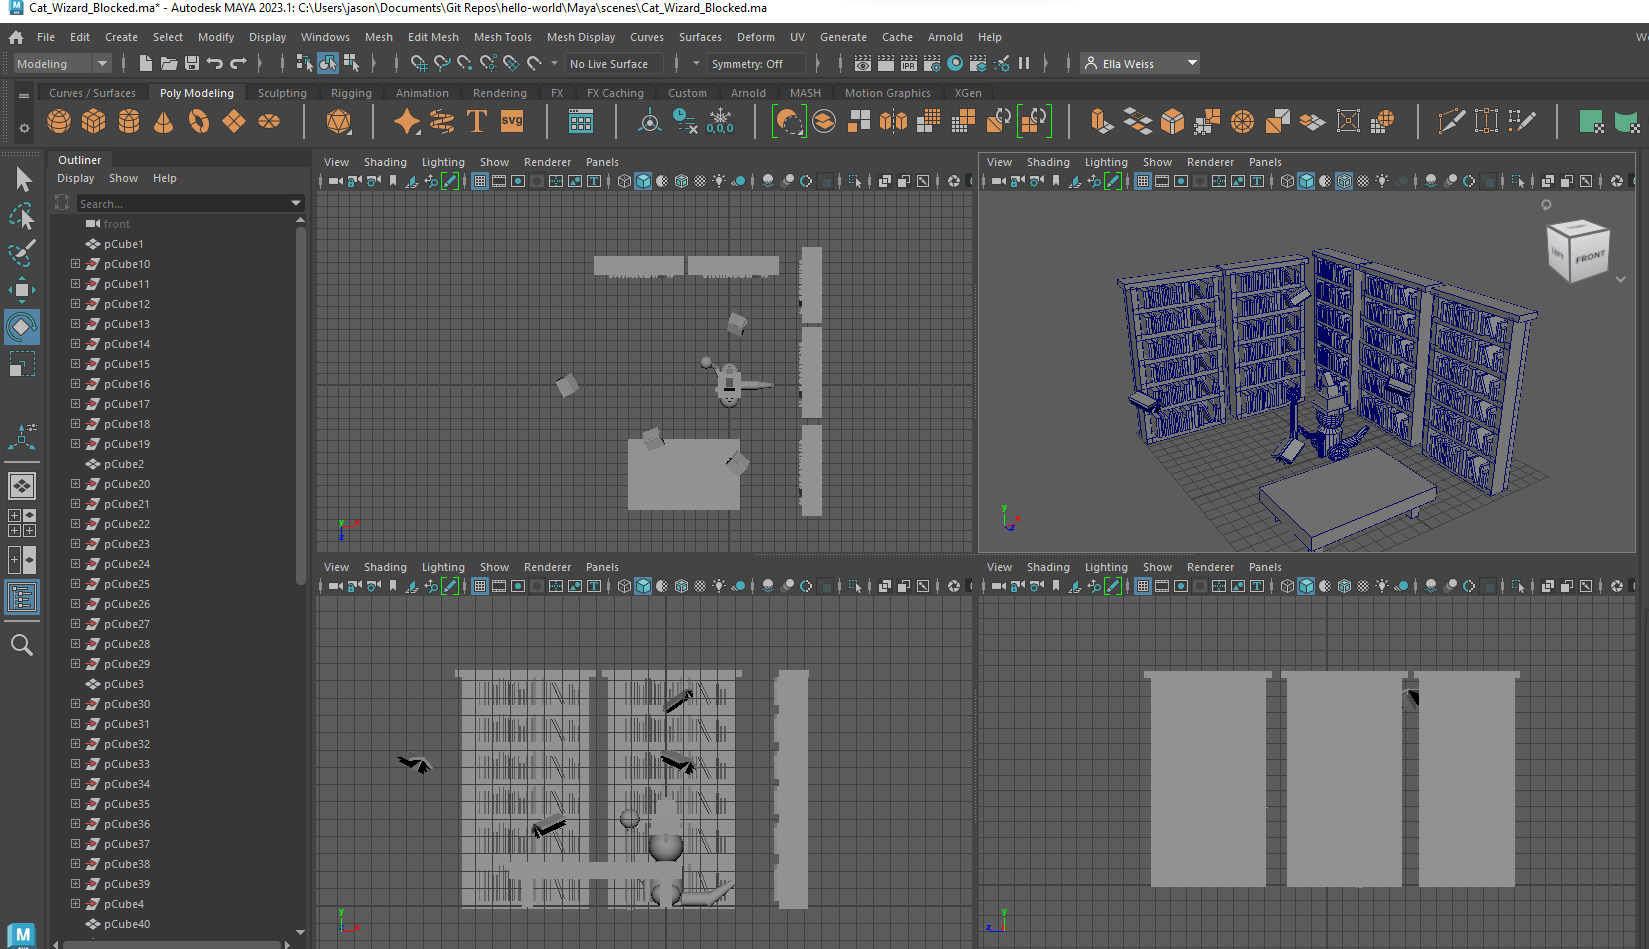 Cat_Wizard_Blocked.ma* - Autodesk MAYA 2023.1: C:\Users\jason\Documents\Git Repos\hello-world\Maya\scenes\Cat_Wizard_Blocked.ma
File Edit Create Select Modify Display Windows Mesh Edit Mesh Mesh Tools Mesh Display Curves Surfaces Deform UV Generate Cache Arnold Help
Modeling No Live Surface Symmetry: Off IPR Ella Weiss
Curves / Surfaces Poly Modeling Sculpting Rigging Animation Rendering FX FX Caching Custom Arnold MASH Motion Graphics XGen
T SVG 0,0,0
Outliner
Display Show Help
Search...
front
pCube1
pCube10
pCube11
pCube12
pCube13
pCube14
pCube15
pCube16
pCube17
pCube18
pCube19
pCube2
pCube20
pCube21
pCube22
pCube23
pCube24
pCube25
pCube26
pCube27
pCube28
pCube29
pCube3
pCube30
pCube31
pCube32
pCube33
pCube34
pCube35
pCube36
pCube37
pCube38
pCube39
pCube4
pCube40
M
View Shading Lighting Show Renderer Panels
y x
z
View Shading Lighting Show Renderer Panels
LEFT FRONT
y
x
z
View Shading Lighting Show Renderer Panels
y
z x
View Shading Lighting Show Renderer Panels
y
z